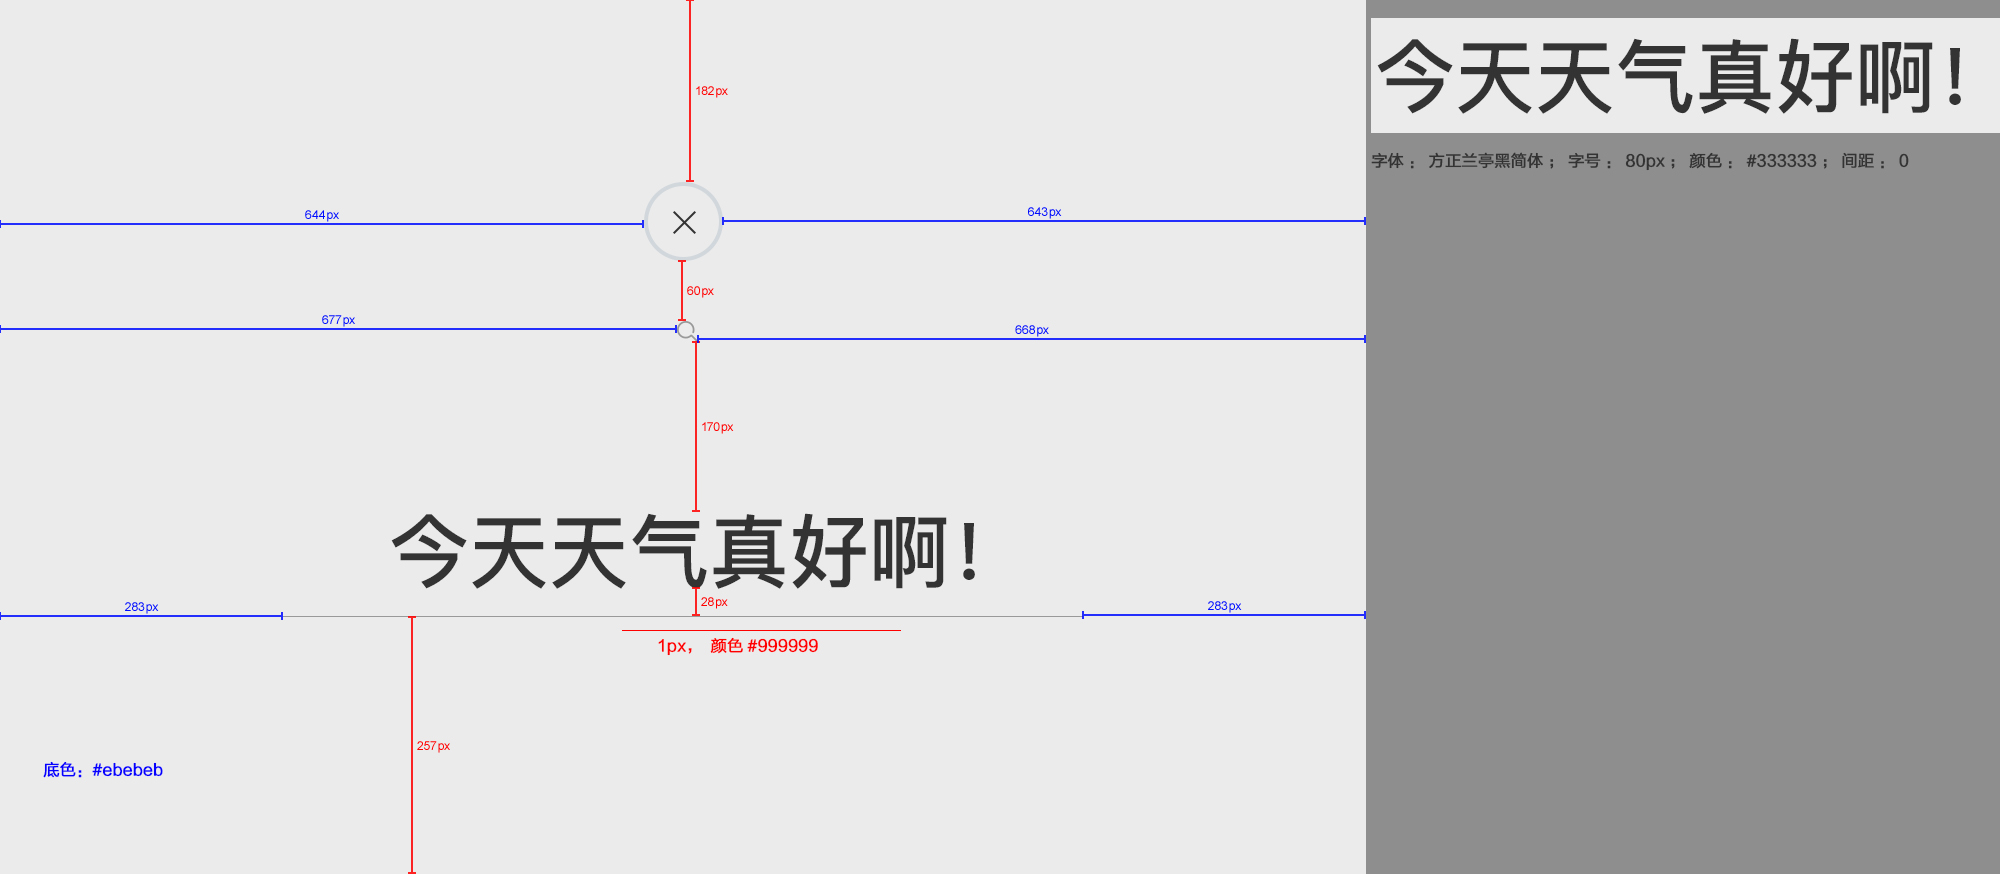 182px
今天天气真好啊！
字体： 方正兰亭黑简体； 字号： 80px； 颜色： #333333； 间距： 0
644px
643px
60px
677px
668px
170px
今天天气真好啊！
28px
283px
283px
1px， 颜色 #999999
257px
底色：#ebebeb